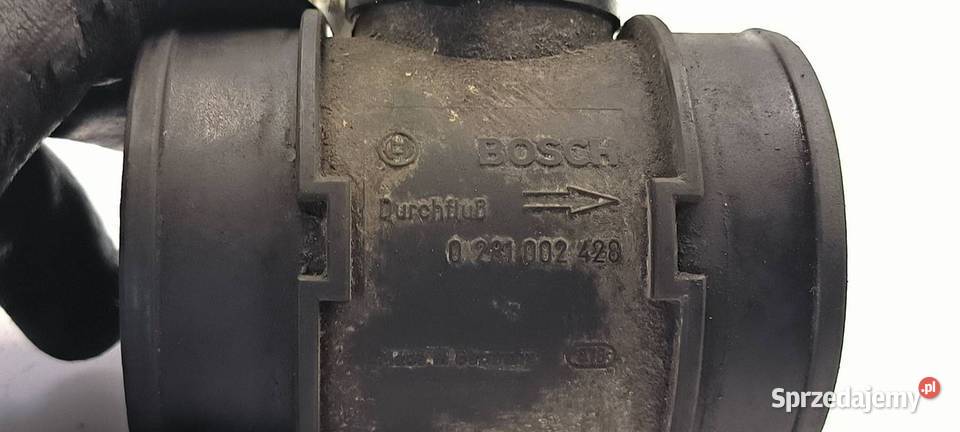 BOSCH
Durchfluß
0 281 002 428
Made in Germany
Sprzedajemy.pl